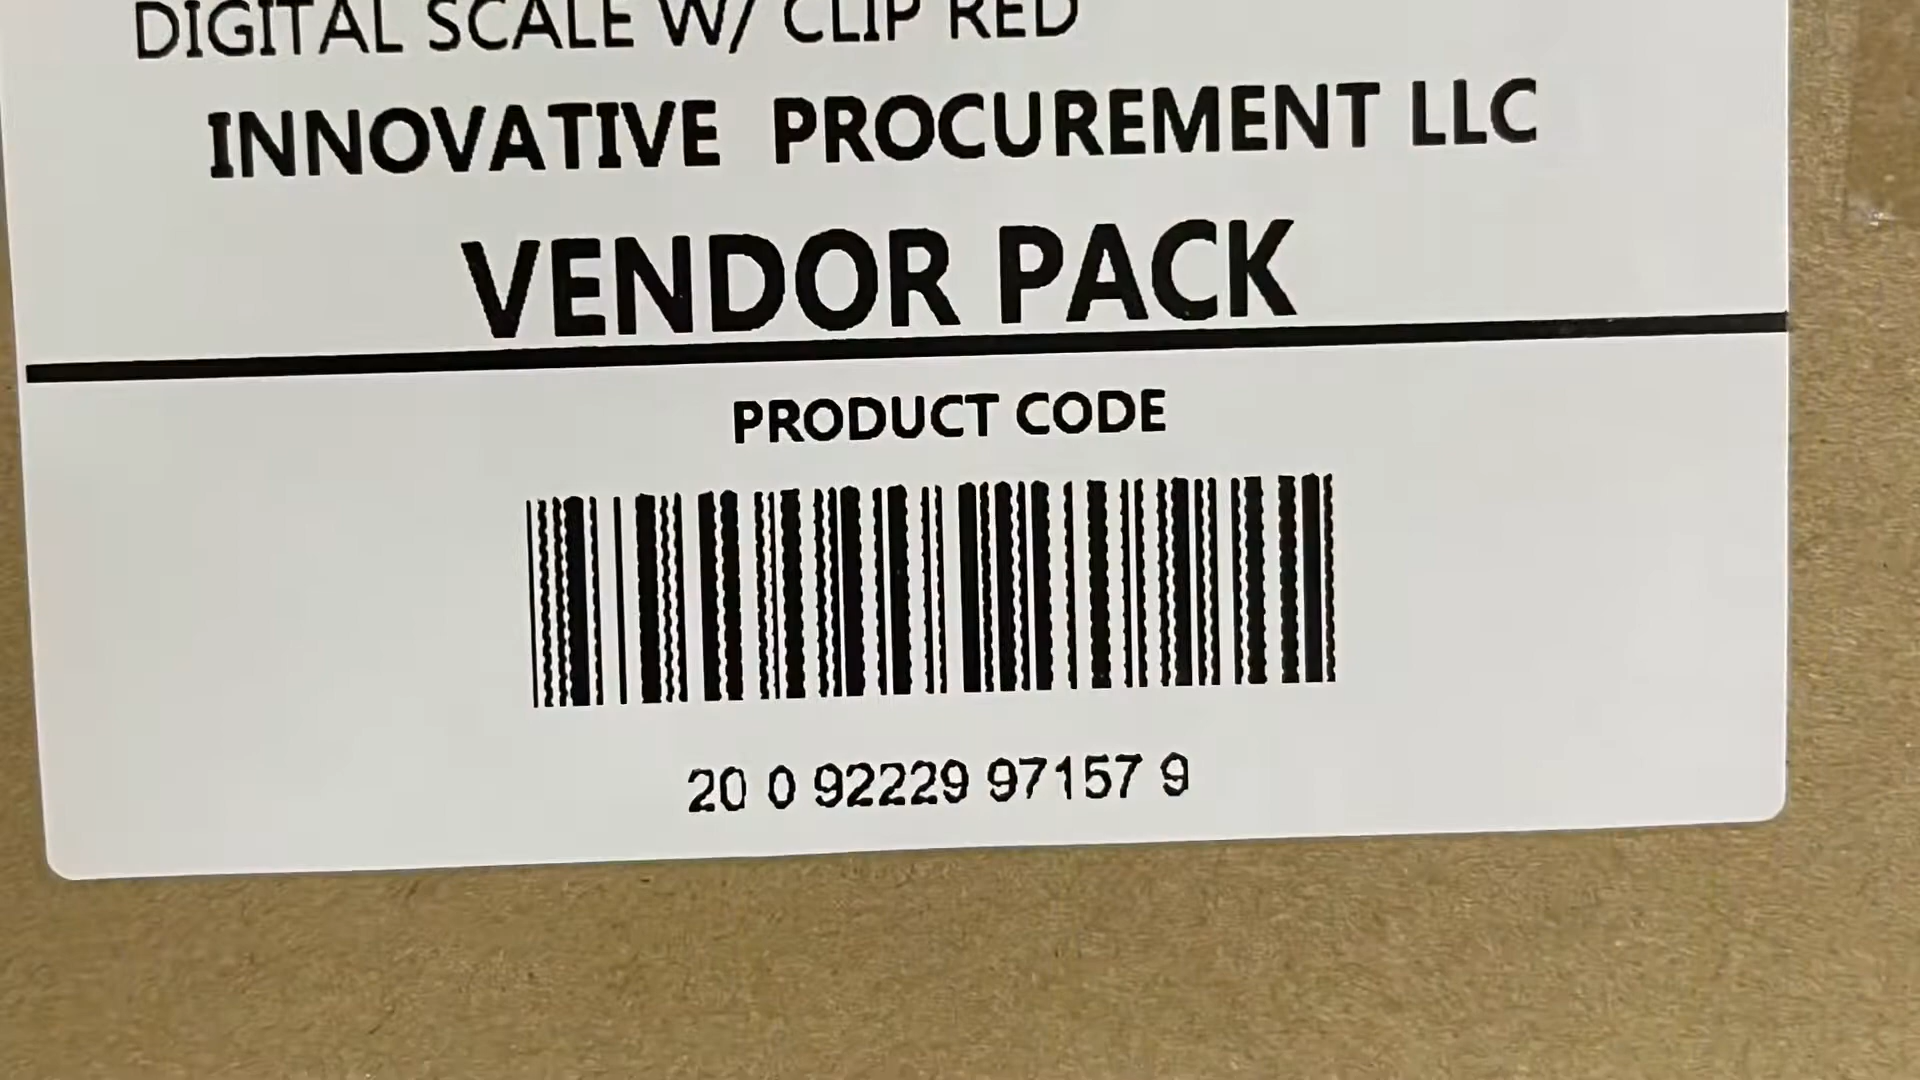 DIGITAL SCALE W/ CLIP RED
INNOVATIVE PROCUREMENT LLC
VENDOR PACK
PRODUCT CODE
20 0 92229 97157 9